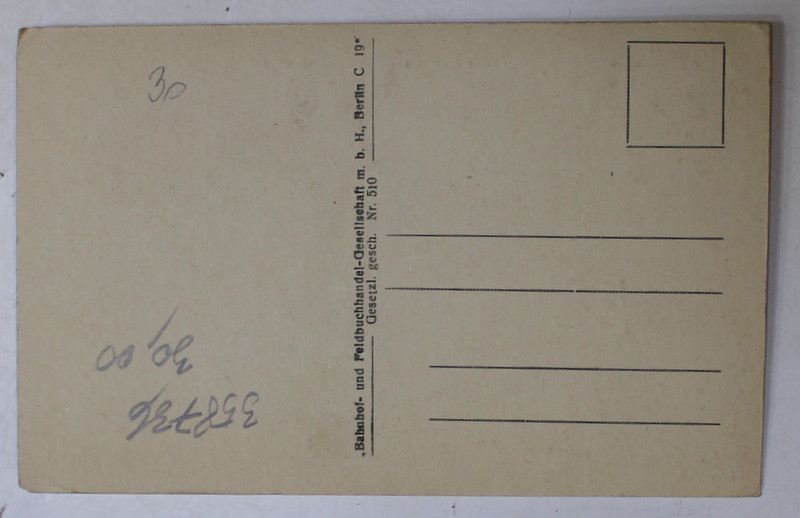 30
„Bahnhof- und Feldbuchhandel-Gesellschaft m. b. H., Berlin C 19"
Gesetzl. gesch. Nr. 510
30,00
358736